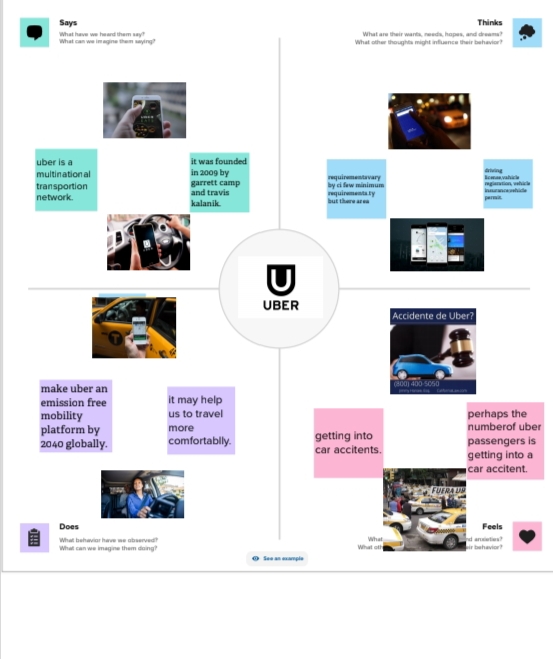 Says
What have we heard them say?
What can we imagine them saying?
Thinks
What are their wants, needs, hopes, and dreams?
What other thoughts might influence their behavior?
uber is a
multinational
transportion
network.
it was founded
in 2009 by
garrett camp
and travis
kalanik.
requirementsvary
by ci few minimum
requirements.ty
but there area
driving
license,vehicle
registration, vehicle
insurance,vehicle
permit.
UBER
Accidente de Uber?
(800) 400-5050
make uber an
emission free
mobility
platform by
2040 globally.
it may help
us to travel
more
comfortablly.
getting into
car accitents.
perhaps the
numberof uber
passengers is
getting into a
car accitent.
FUERA UB
Does
What behavior have we observed?
What can we imagine them doing?
Feels
What
d anxieties?
What oth
eir behavior?
See an example